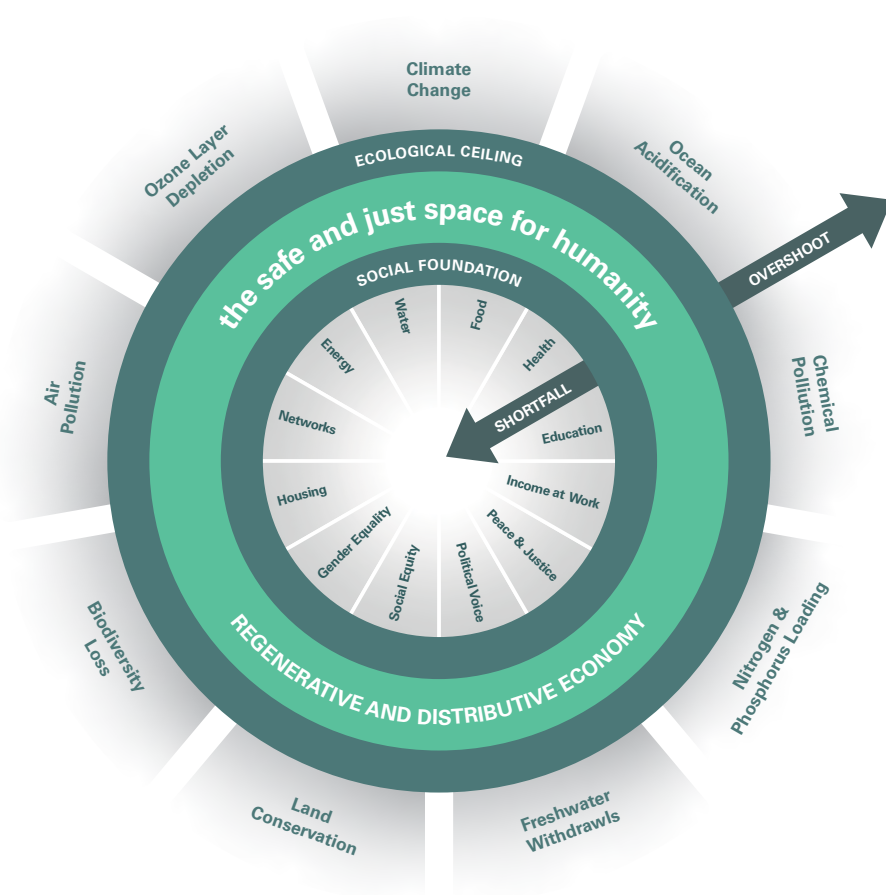 Climate
Change
Ocean
Acidification
OVERSHOOT
Chemical
Polliution
Nitrogen &
Phosphorus Loading
Freshwater
Withdrawls
Land
Conservation
Biodiversity
Loss
Air
Pollution
Ozone Layer
Depletion
ECOLOGICAL CEILING
the safe and just space for humanity
SOCIAL FOUNDATION
Food
Health
SHORTFALL
Education
Income at Work
Peace & Justice
Political Voice
Social Equity
Gender Equality
Housing
Networks
Energy
Water
REGENERATIVE AND DISTRIBUTIVE ECONOMY